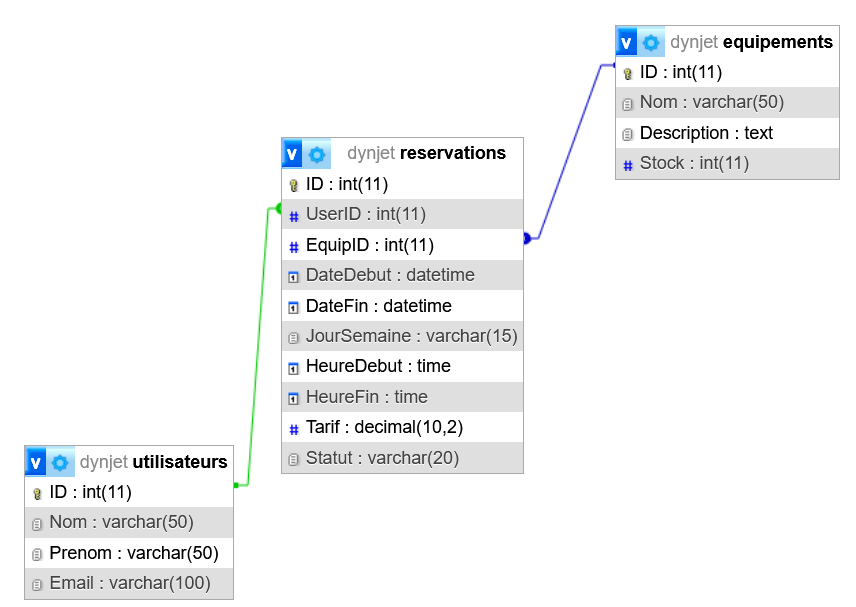 v dynjet equipements
ID : int(11)
Nom : varchar(50)
Description : text
# Stock : int(11)
v dynjet reservations
ID : int(11)
# UserID : int(11)
# EquipID : int(11)
DateDebut : datetime
DateFin : datetime
JourSemaine : varchar(15)
HeureDebut : time
HeureFin : time
# Tarif : decimal(10,2)
Statut : varchar(20)
v dynjet utilisateurs
ID : int(11)
Nom : varchar(50)
Prenom : varchar(50)
Email : varchar(100)